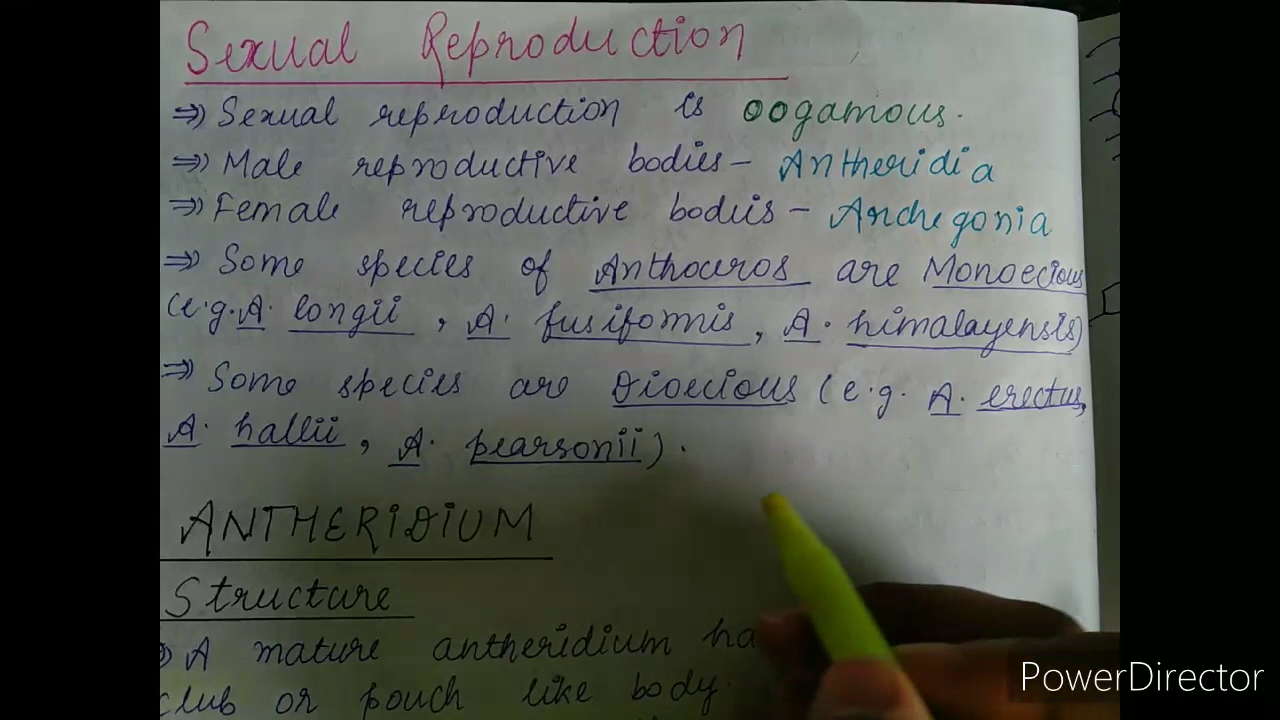 Sexual Reproduction
⇒ Sexual reproduction is oogamous.
⇒ Male reproductive bodies - Antheridia
⇒ Female reproductive bodies - Archegonia
⇒ Some species of Anthoceros are Monoecious
(e.g. A. longii, A. fusiformis, A. himalayensis)
⇒ Some species are Dioecious (e.g. A. erectus,
A. hallii, A. pearsonii).
ANTHERIDIUM
Structure
⇒ A mature antheridium
club or pouch like body.
PowerDirector